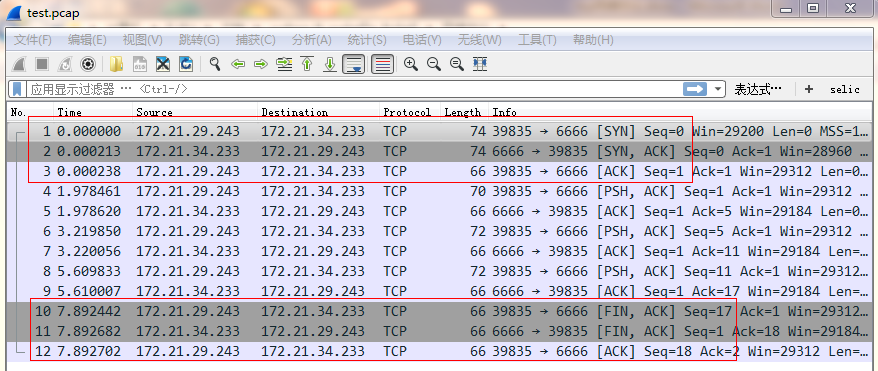 test.pcap
文件(F) 编辑(E) 视图(V) 跳转(G) 捕获(C) 分析(A) 统计(S) 电话(Y) 无线(W) 工具(T) 帮助(H)
应用显示过滤器 … <Ctrl-/> 表达式… + selic
No. Time Source Destination Protocol Length Info
1 0.000000 172.21.29.243 172.21.34.233 TCP 74 39835 → 6666 [SYN] Seq=0 Win=29200 Len=0 MSS=1…
2 0.000213 172.21.34.233 172.21.29.243 TCP 74 6666 → 39835 [SYN, ACK] Seq=0 Ack=1 Win=28960 …
3 0.000238 172.21.29.243 172.21.34.233 TCP 66 39835 → 6666 [ACK] Seq=1 Ack=1 Win=29312 Len=0…
4 1.978461 172.21.29.243 172.21.34.233 TCP 70 39835 → 6666 [PSH, ACK] Seq=1 Ack=1 Win=29312 …
5 1.978620 172.21.34.233 172.21.29.243 TCP 66 6666 → 39835 [ACK] Seq=1 Ack=5 Win=29184 Len=0…
6 3.219850 172.21.29.243 172.21.34.233 TCP 72 39835 → 6666 [PSH, ACK] Seq=5 Ack=1 Win=29312 …
7 3.220056 172.21.34.233 172.21.29.243 TCP 66 6666 → 39835 [ACK] Seq=1 Ack=11 Win=29184 Len=…
8 5.609833 172.21.29.243 172.21.34.233 TCP 72 39835 → 6666 [PSH, ACK] Seq=11 Ack=1 Win=29312…
9 5.610007 172.21.34.233 172.21.29.243 TCP 66 6666 → 39835 [ACK] Seq=1 Ack=17 Win=29184 Len=…
10 7.892442 172.21.29.243 172.21.34.233 TCP 66 39835 → 6666 [FIN, ACK] Seq=17 Ack=1 Win=29312…
11 7.892682 172.21.34.233 172.21.29.243 TCP 66 6666 → 39835 [FIN, ACK] Seq=1 Ack=18 Win=29184…
12 7.892702 172.21.29.243 172.21.34.233 TCP 66 39835 → 6666 [ACK] Seq=18 Ack=2 Win=29312 Len=…